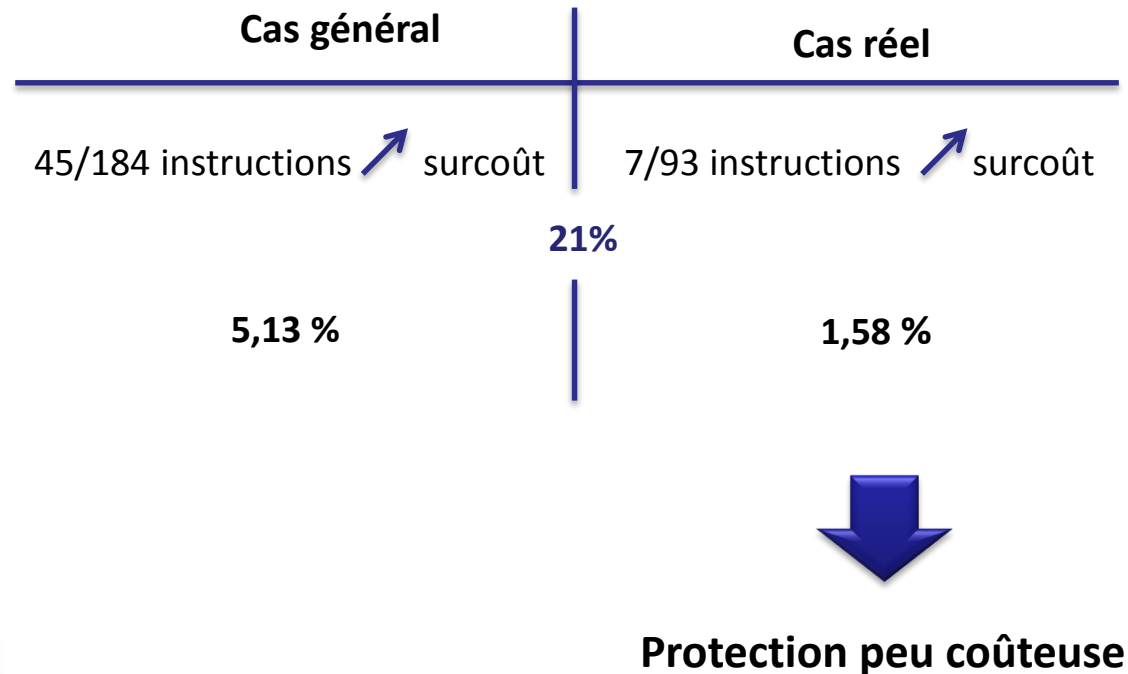 Cas général
Cas réel
45/184 instructions surcoût
7/93 instructions surcoût
21%
5,13 %
1,58 %
Protection peu coûteuse